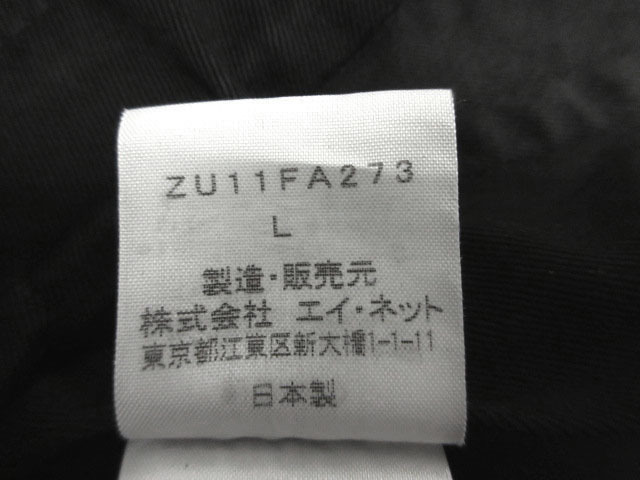 ZU11FA273
L
製造・販売元
株式会社 エイ・ネット
東京都江東区新大橋1-1-11
日本製